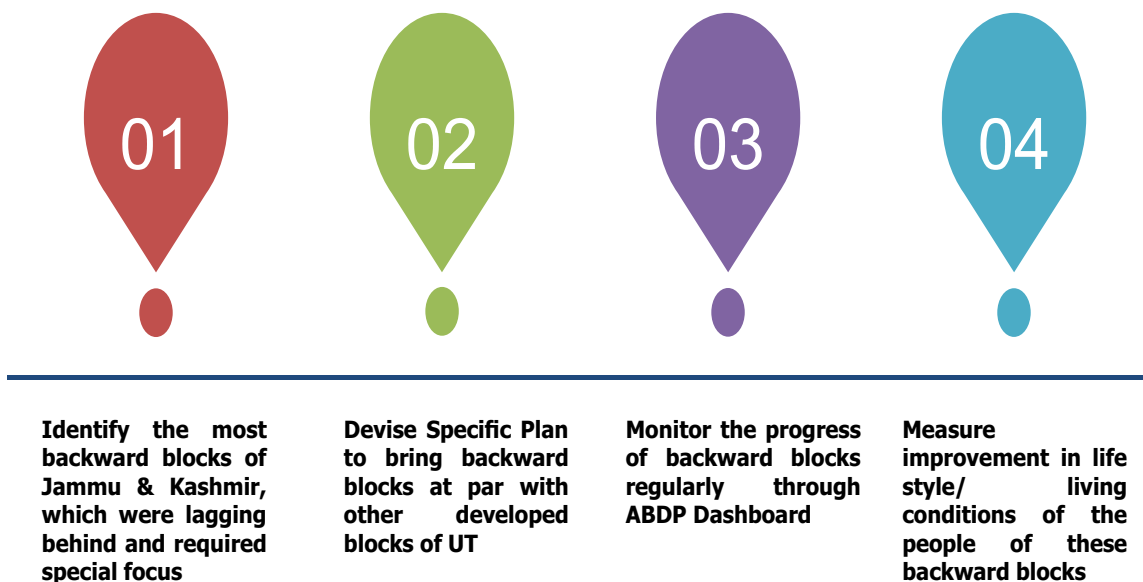 01
02
03
04
Identify the most
backward blocks of
Jammu & Kashmir,
which were lagging
behind and required
special focus
Devise Specific Plan
to bring backward
blocks at par with
other developed
blocks of UT
Monitor the progress
of backward blocks
regularly through
ABDP Dashboard
Measure
improvement in life
style/ living
conditions of the
people of these
backward blocks